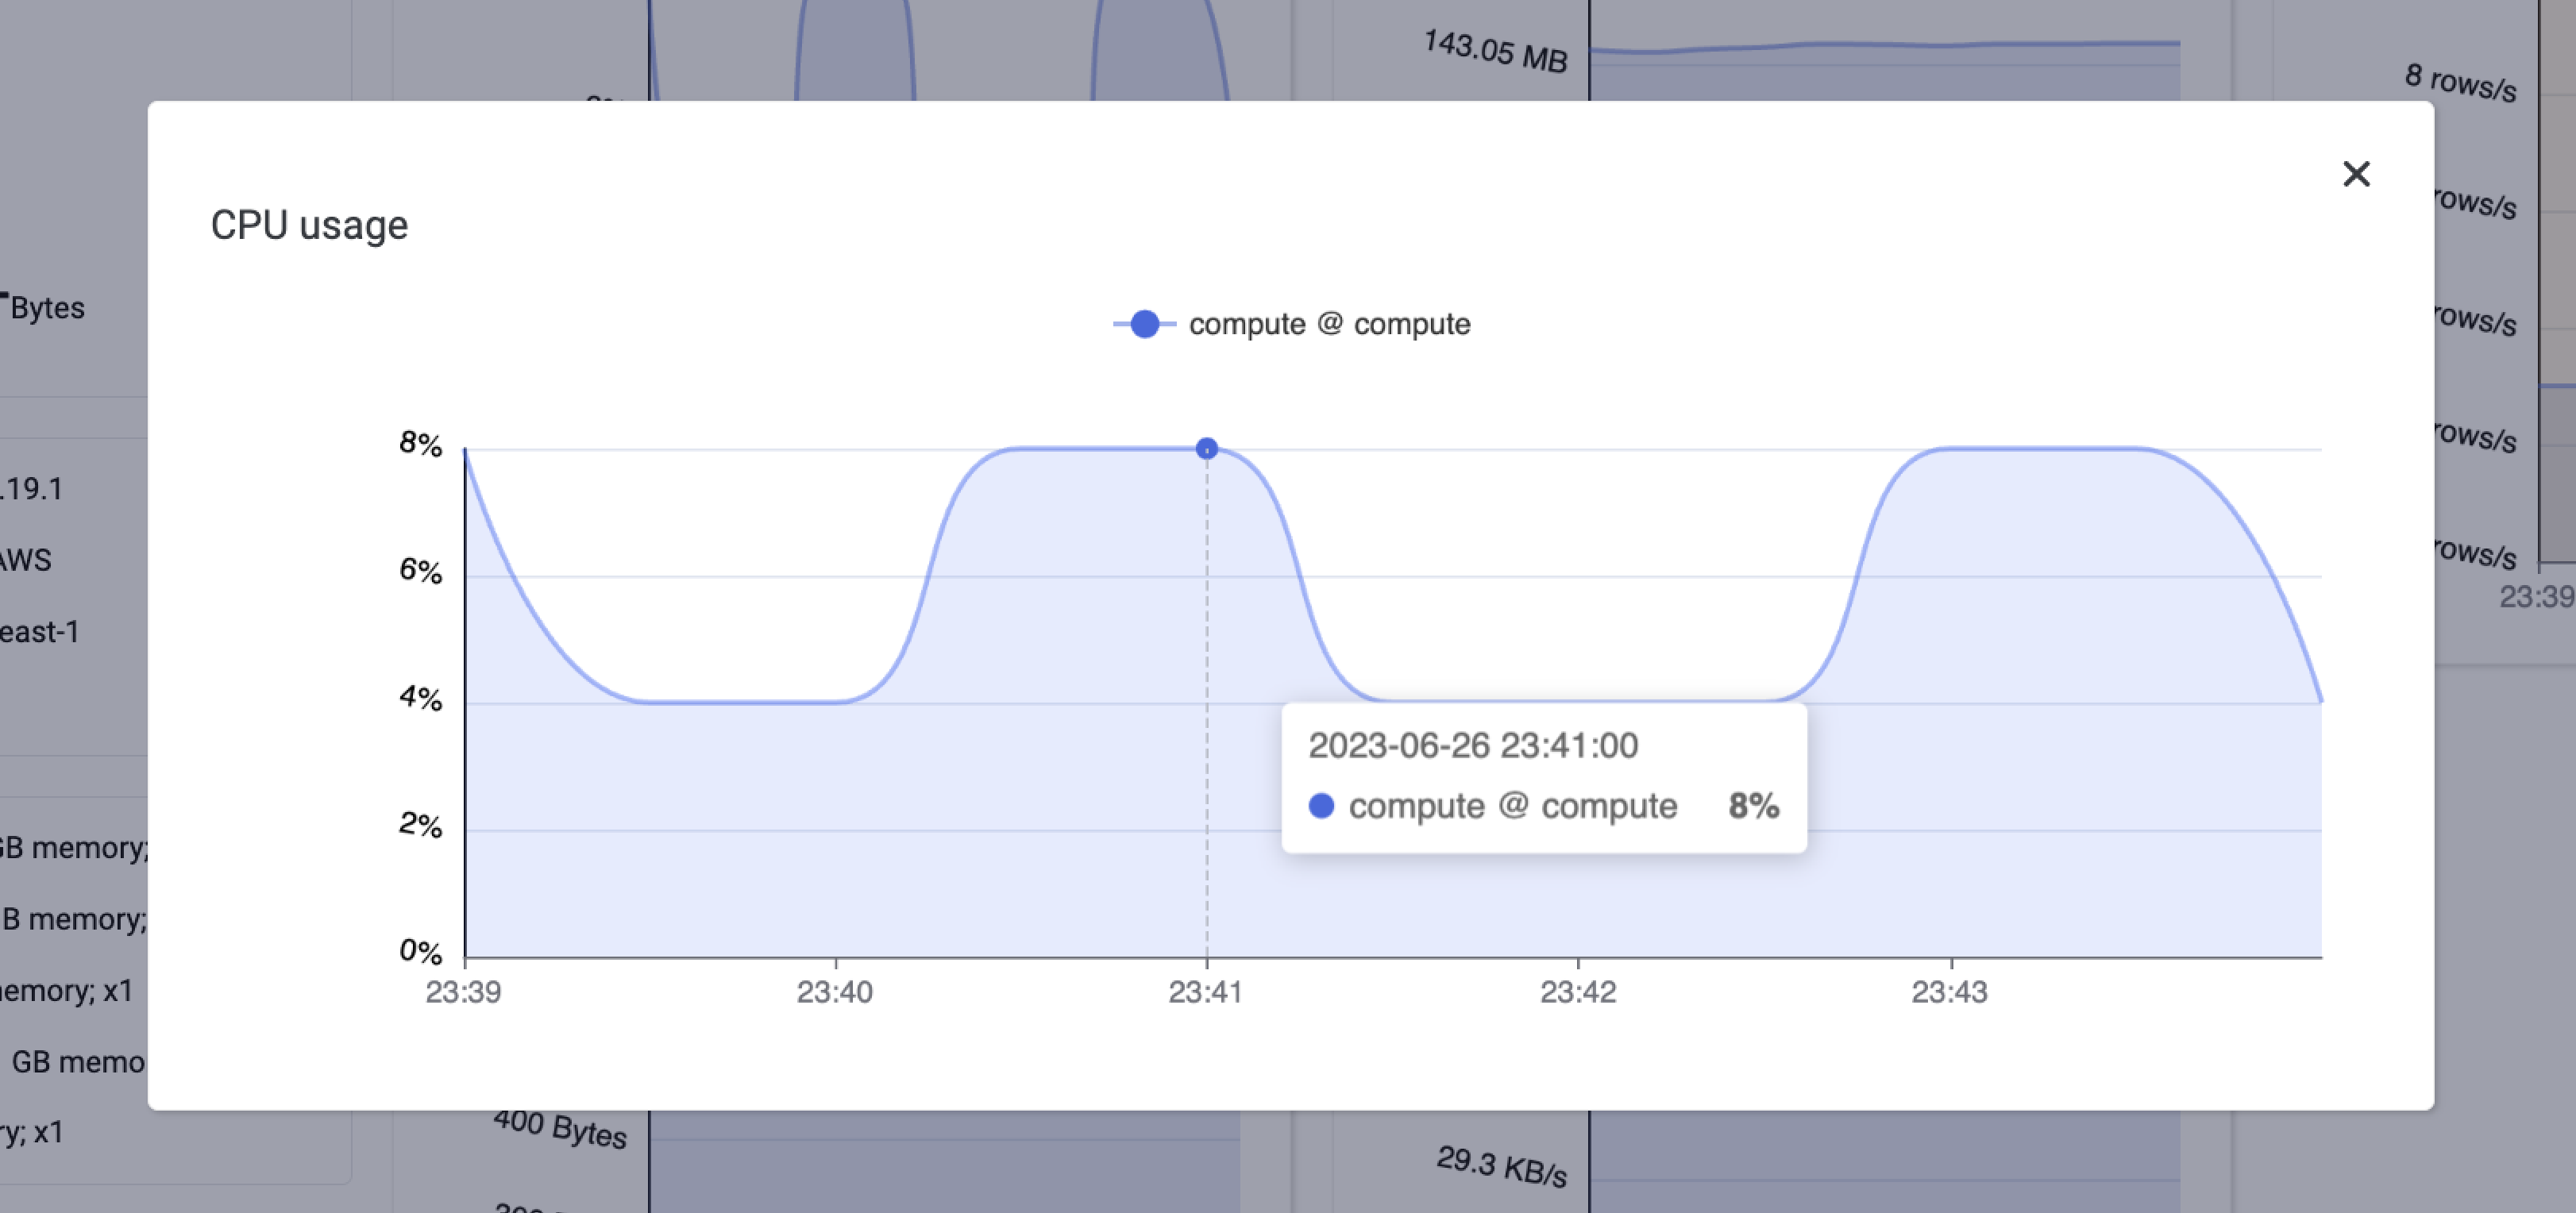 143.05 MB
8 rows/s
CPU usage
rows/s
compute @ compute
Bytes
rows/s
8%
rows/s
.19.1
AWS
6%
rows/s
23:39
east-1
4%
2023-06-26 23:41:00
compute @ compute 8%
2%
GB memory;
B memory;
0%
memory; x1
23:39 23:40 23:41 23:42 23:43
GB memo
400 Bytes
ry; x1
29.3 KB/s